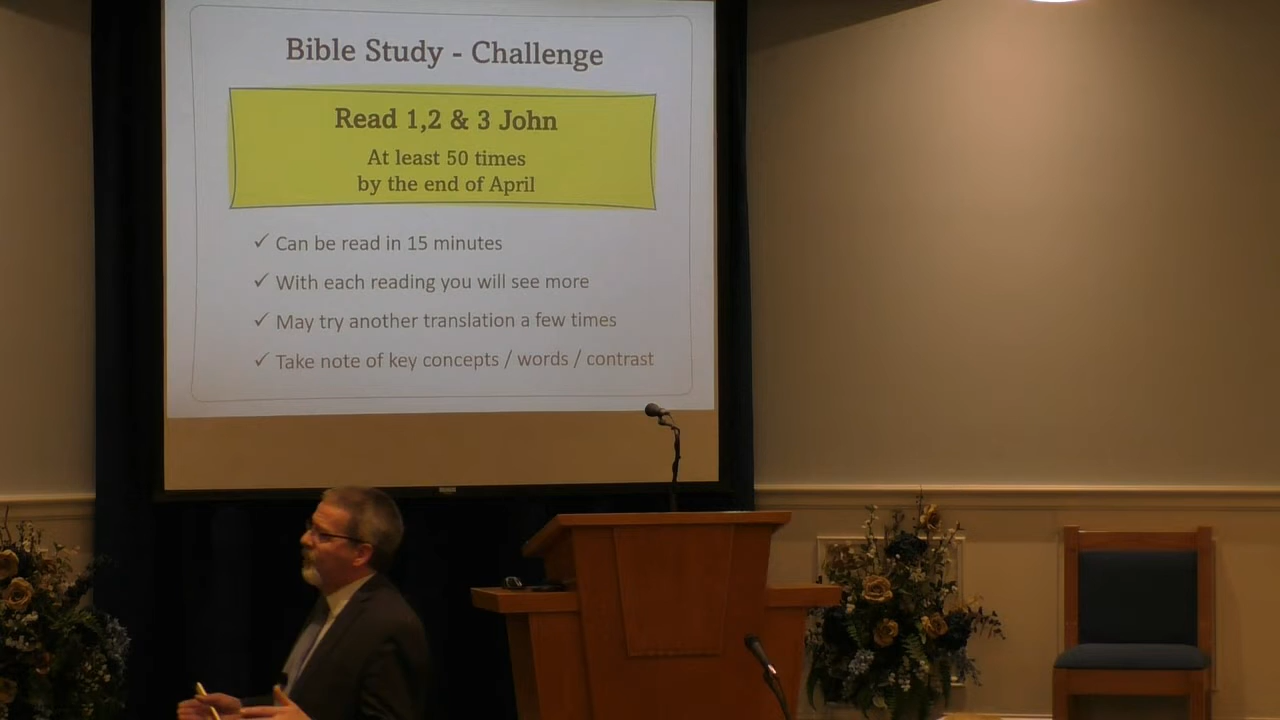 Bible Study - Challenge
Read 1,2 & 3 John
At least 50 times
by the end of April
✓ Can be read in 15 minutes
✓ With each reading you will see more
✓ May try another translation a few times
✓ Take note of key concepts / words / contrast